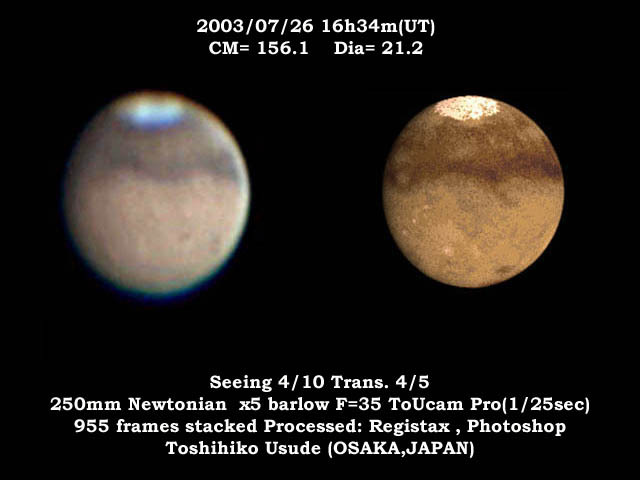 2003/07/26 16h34m(UT)
CM= 156.1 Dia= 21.2
Seeing 4/10 Trans. 4/5
250mm Newtonian x5 barlow F=35 ToUcam Pro(1/25sec)
955 frames stacked Processed: Registax , Photoshop
Toshihiko Usude (OSAKA,JAPAN)